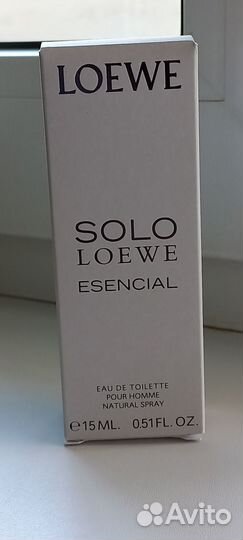 LOEWE
SOLO
LOEWE
ESENCIAL
EAU DE TOILETTE
POUR HOMME
NATURAL SPRAY
℮15 ML. 0.51 FL. OZ.
Avito